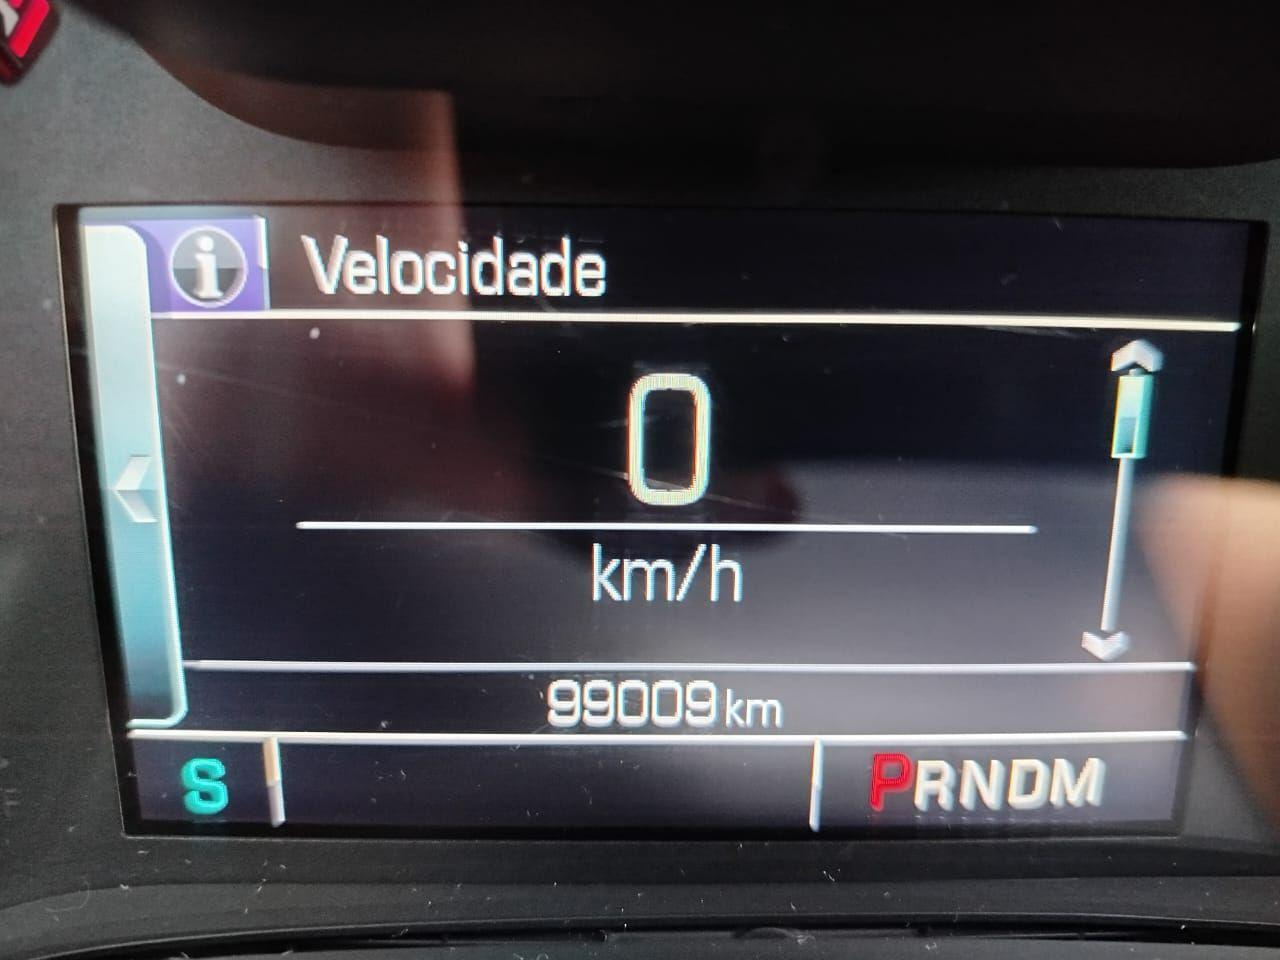 i Velocidade
0
km/h
99009 km
S PRNDM